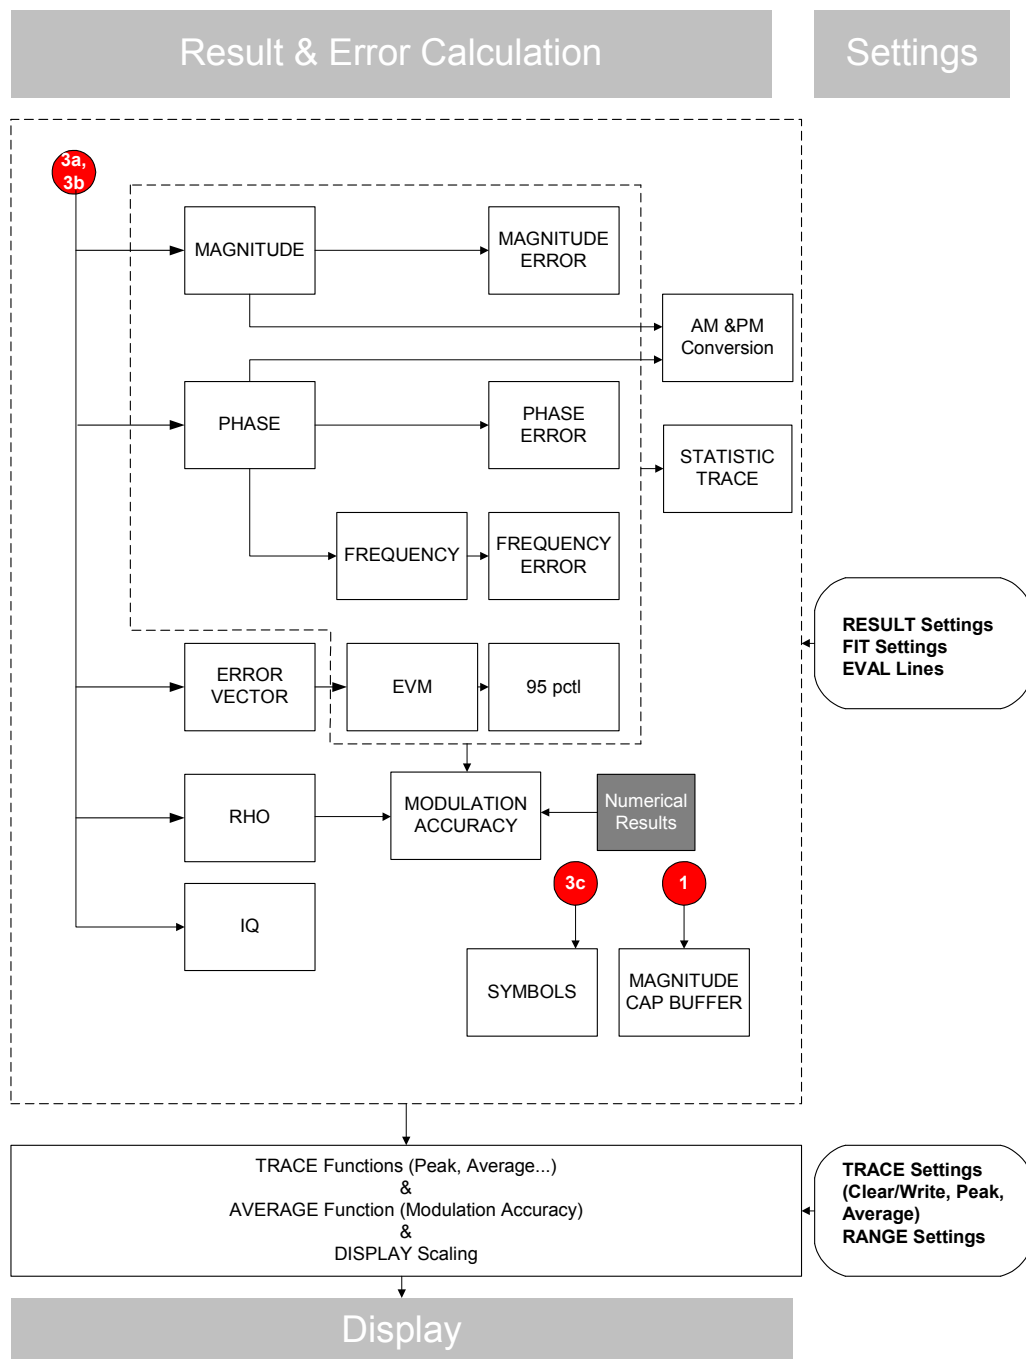 Result & Error Calculation
Settings
3a,
3b
MAGNITUDE
MAGNITUDE
ERROR
AM &PM
Conversion
PHASE
PHASE
ERROR
STATISTIC
TRACE
FREQUENCY
FREQUENCY
ERROR
RESULT Settings
FIT Settings
EVAL Lines
ERROR
VECTOR
EVM
95 pctl
RHO
MODULATION
ACCURACY
Numerical
Results
3c
1
IQ
SYMBOLS
MAGNITUDE
CAP BUFFER
TRACE Functions (Peak, Average...)
&
AVERAGE Function (Modulation Accuracy)
&
DISPLAY Scaling
TRACE Settings
(Clear/Write, Peak,
Average)
RANGE Settings
Display